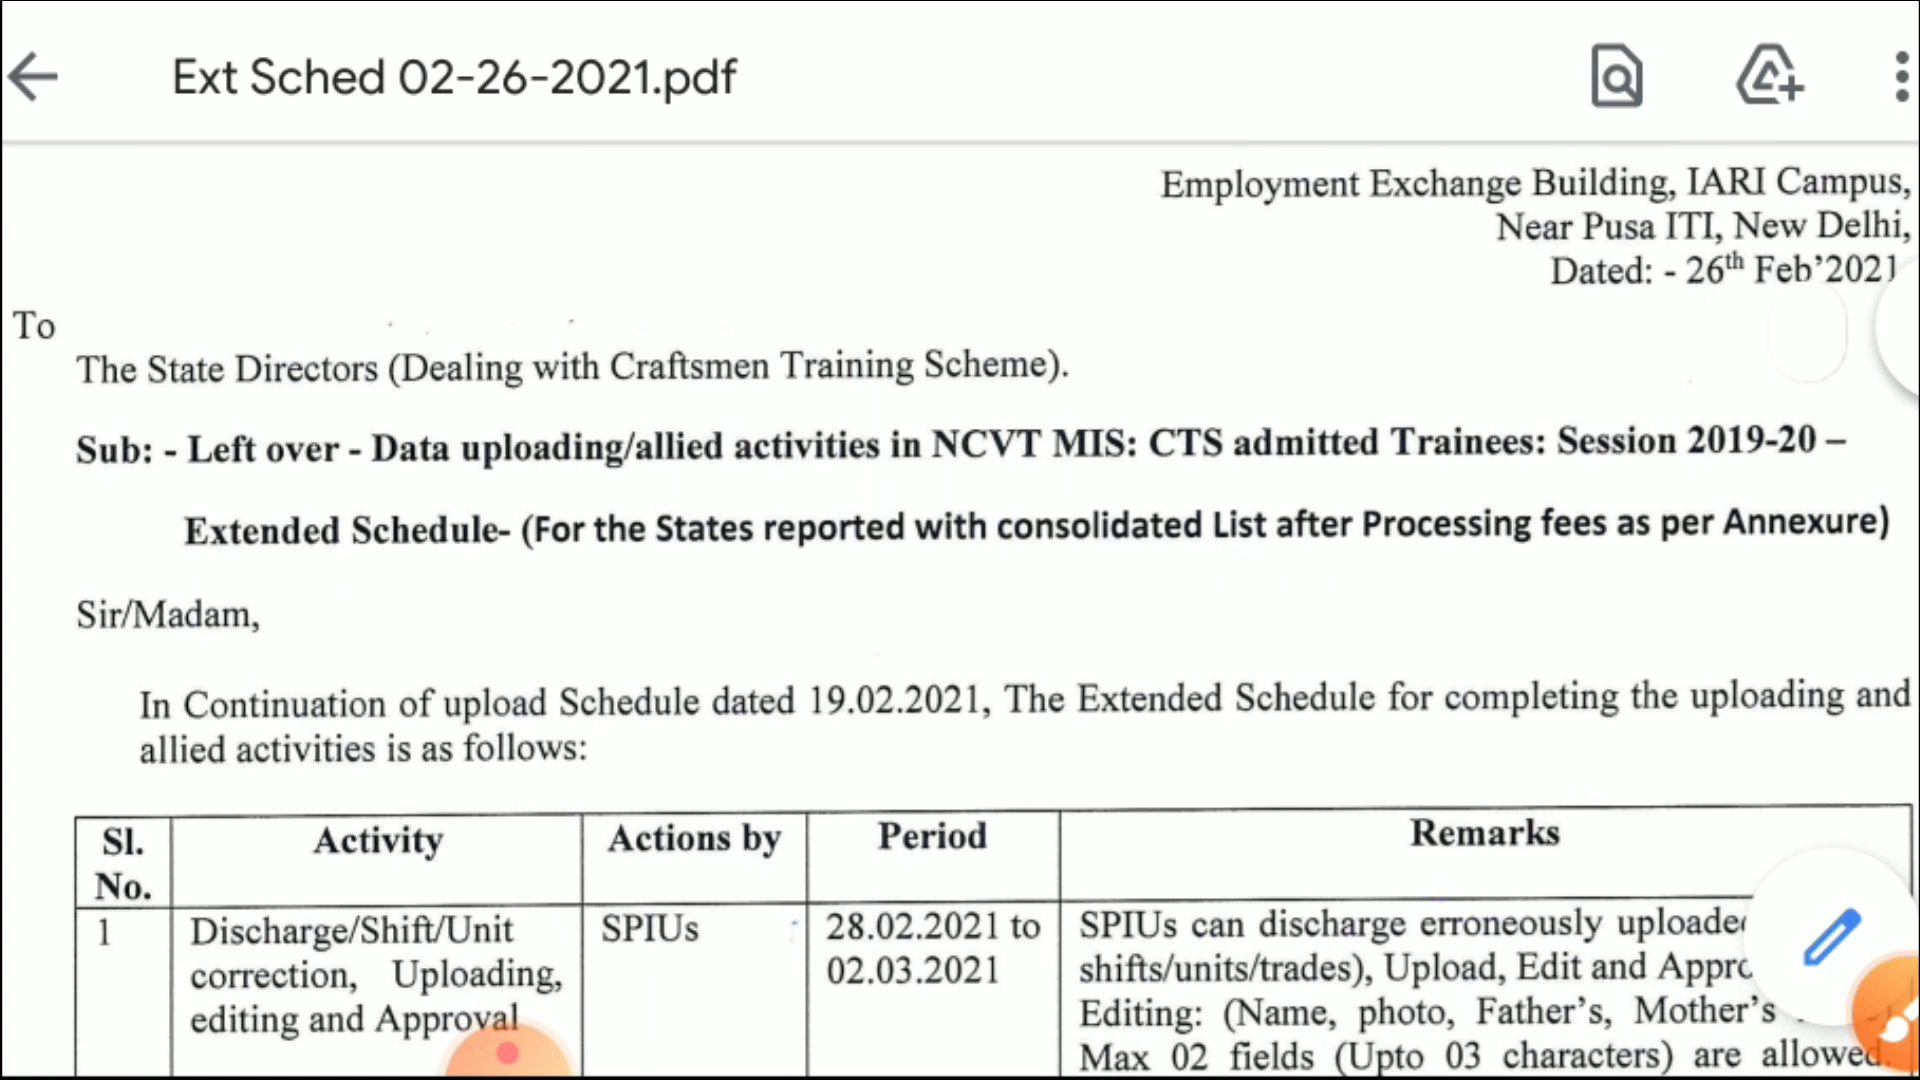 Ext Sched 02-26-2021.pdf
Employment Exchange Building, IARI Campus,
Near Pusa ITI, New Delhi,
Dated: - 26th Feb'2021
To
The State Directors (Dealing with Craftsmen Training Scheme).
Sub: - Left over - Data uploading/allied activities in NCVT MIS: CTS admitted Trainees: Session 2019-20 –
Extended Schedule- (For the States reported with consolidated List after Processing fees as per Annexure)
Sir/Madam,
In Continuation of upload Schedule dated 19.02.2021, The Extended Schedule for completing the uploading and
allied activities is as follows:
Sl. No. Activity Actions by Period Remarks
1 Discharge/Shift/Unit SPIUs 28.02.2021 to SPIUs can discharge erroneously
correction, Uploading, 02.03.2021 shifts/units/trades), Upload, Edit and
editing and Approval Editing: (Name, photo, Father's, Mother's
Max 02 fields (Upto 03 characters) are allowed.